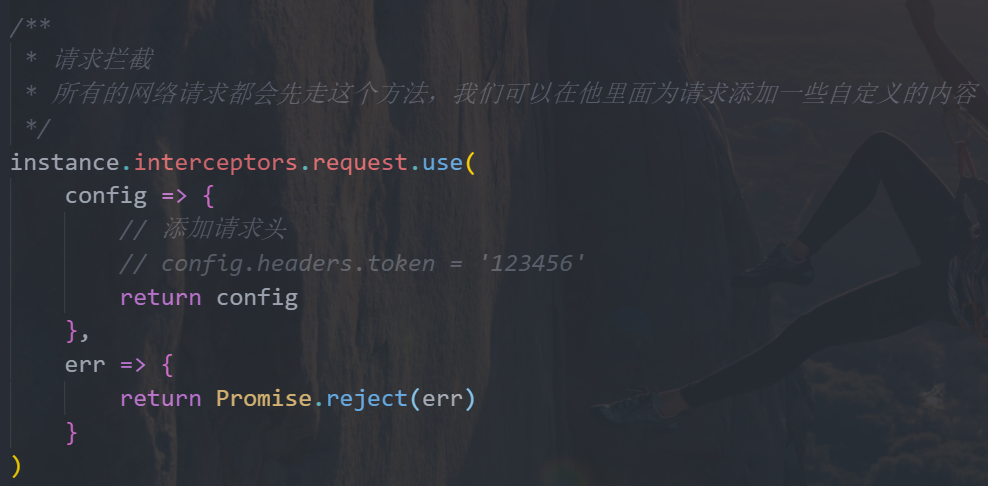 /**
 * 请求拦截
 * 所有的网络请求都会先走这个方法，我们可以在他里面为请求添加一些自定义的内容
 */
instance.interceptors.request.use(
    config => {
        // 添加请求头
        // config.headers.token = '123456'
        return config
    },
    err => {
        return Promise.reject(err)
    }
)